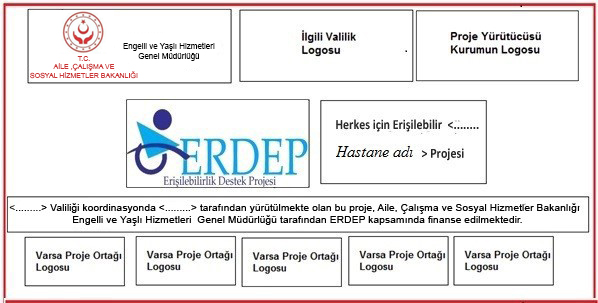 T.C.
AİLE ,ÇALIŞMA VE
SOSYAL HİZMETLER BAKANLIĞI
Engelli ve Yaşlı Hizmetleri
Genel Müdürlüğü
İlgili Valilik
Logosu
Proje Yürütücüsü
Kurumun Logosu
ERDEP
Erişilebilirlik Destek Projesi
Herkes için Erişilebilir <........
Hastane adı > Projesi
<.........> Valiliği koordinasyonda <.........> tarafından yürütülmekte olan bu proje, Aile, Çalışma ve Sosyal Hizmetler Bakanlığı
Engelli ve Yaşlı Hizmetleri Genel Müdürlüğü tarafından ERDEP kapsamında finanse edilmektedir.
Varsa Proje Ortağı
Logosu
Varsa Proje Ortağı
Logosu
Varsa Proje Ortağı
Logosu
Varsa Proje Ortağı
Logosu
Varsa Proje Ortağı
Logosu